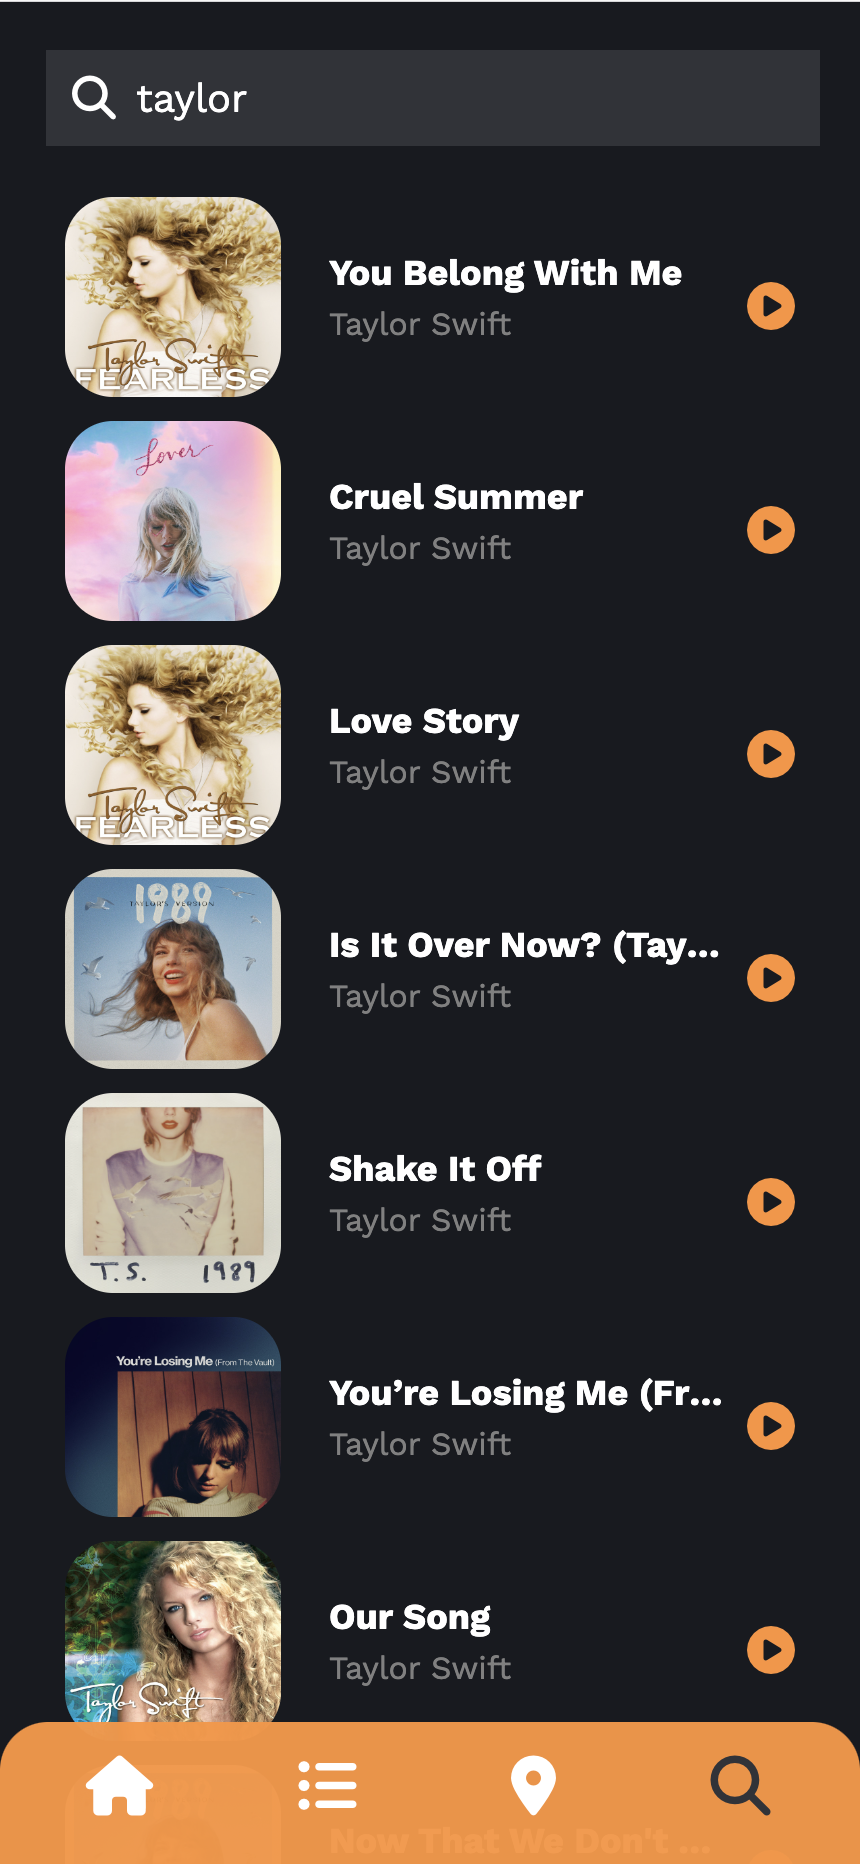 taylor
Taylor Swift
FEARLESS
You Belong With Me
Taylor Swift
Lover
Cruel Summer
Taylor Swift
Taylor Swift
FEARLESS
Love Story
Taylor Swift
1989
TAYLOR'S VERSION
Is It Over Now? (Tay...
Taylor Swift
T.S. 1989
Shake It Off
Taylor Swift
You're Losing Me (From The Vault)
You’re Losing Me (Fr...
Taylor Swift
Taylor Swift
Our Song
Taylor Swift
Now That We Don't ...